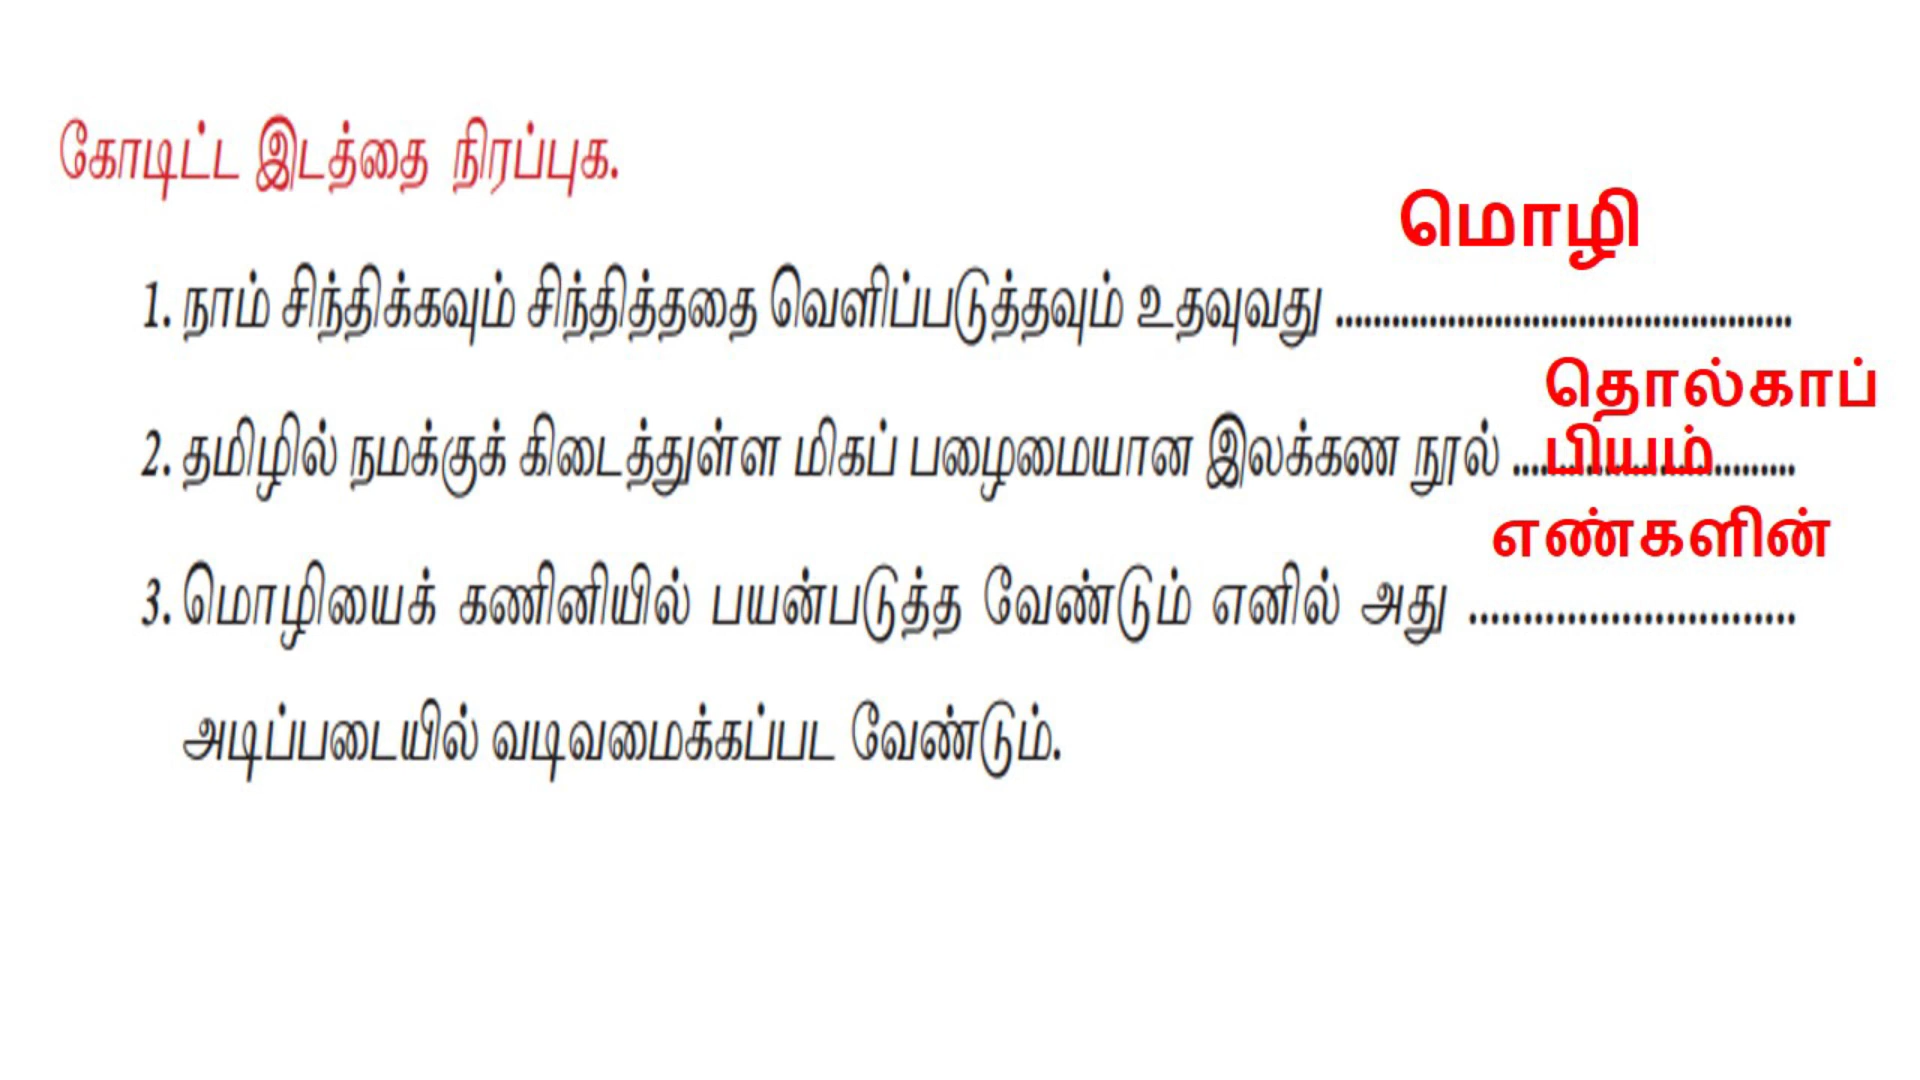 கோடிட்ட இடத்தை நிரப்புக.
மொழி
1. நாம் சிந்திக்கவும் சிந்தித்ததை வெளிப்படுத்தவும் உதவுவது ................................................
தொல்காப்
2. தமிழில் நமக்குக் கிடைத்துள்ள மிகப் பழைமையான இலக்கண நூல் ..............................
பியம்
எண்களின்
3. மொழியைக் கணினியில் பயன்படுத்த வேண்டும் எனில் அது ..............................
அடிப்படையில் வடிவமைக்கப்பட வேண்டும்.